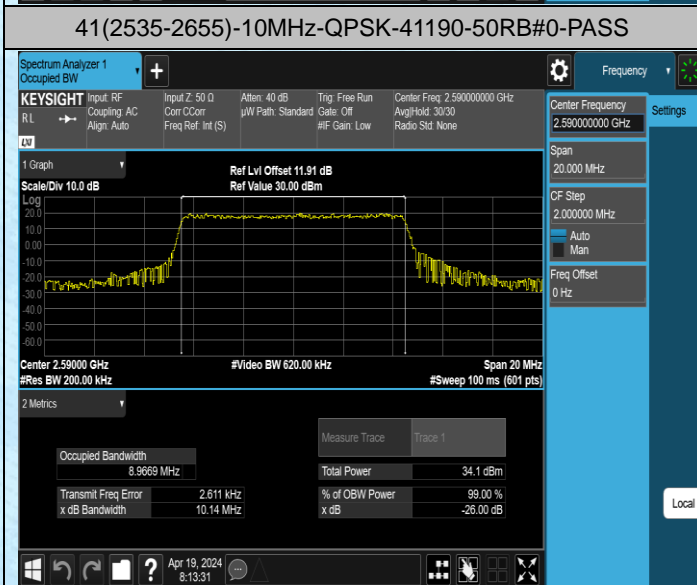 41(2535-2655)-10MHz-QPSK-41190-50RB#0-PASS
Spectrum Analyzer 1
Occupied BW
Frequency
KEYSIGHT
RL
LXI
Input: RF
Coupling: AC
Align: Auto
Input Z: 50 Ω
Corr CCorr
Freq Ref: Int (S)
Atten: 40 dB
µW Path: Standard
Trig: Free Run
Gate: Off
#IF Gain: Low
Center Freq: 2.590000000 GHz
Avg|Hold: 30/30
Radio Std: None
Center Frequency
2.590000000 GHz
Settings
Span
20.000 MHz
CF Step
2.000000 MHz
Auto
Man
Freq Offset
0 Hz
1 Graph
Scale/Div 10.0 dB
Ref Lvl Offset 11.91 dB
Ref Value 30.00 dBm
Log
20.0
10.0
0.00
-10.0
-20.0
-30.0
-40.0
-50.0
-60.0
Center 2.59000 GHz
#Res BW 200.00 kHz
#Video BW 620.00 kHz
Span 20 MHz
#Sweep 100 ms (601 pts)
2 Metrics
Measure Trace Trace 1
Occupied Bandwidth
8.9669 MHz
Total Power 34.1 dBm
Transmit Freq Error 2.611 kHz
% of OBW Power 99.00 %
x dB Bandwidth 10.14 MHz
x dB -26.00 dB
Local
?
Apr 19, 2024
8:13:31